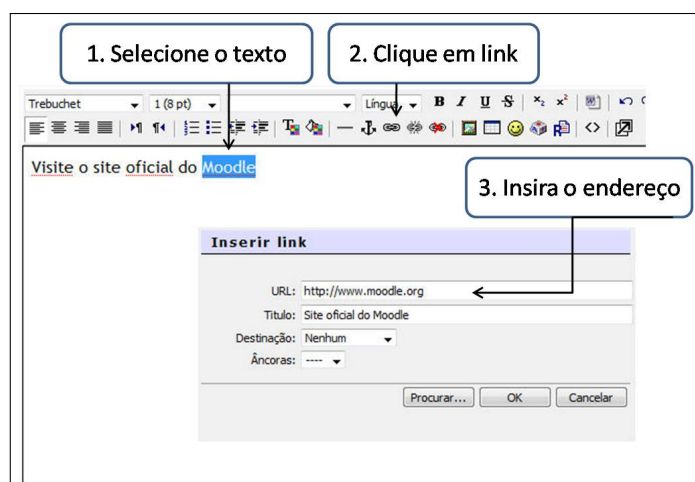 1. Selecione o texto
2. Clique em link
Trebuchet 1 (8 pt) Língua B I U S x₂ x²
Visite o site oficial do Moodle
3. Insira o endereço
Inserir link
URL: http://www.moodle.org
Titulo: Site oficial do Moodle
Destinação: Nenhum
Âncoras: ----
Procurar... OK Cancelar